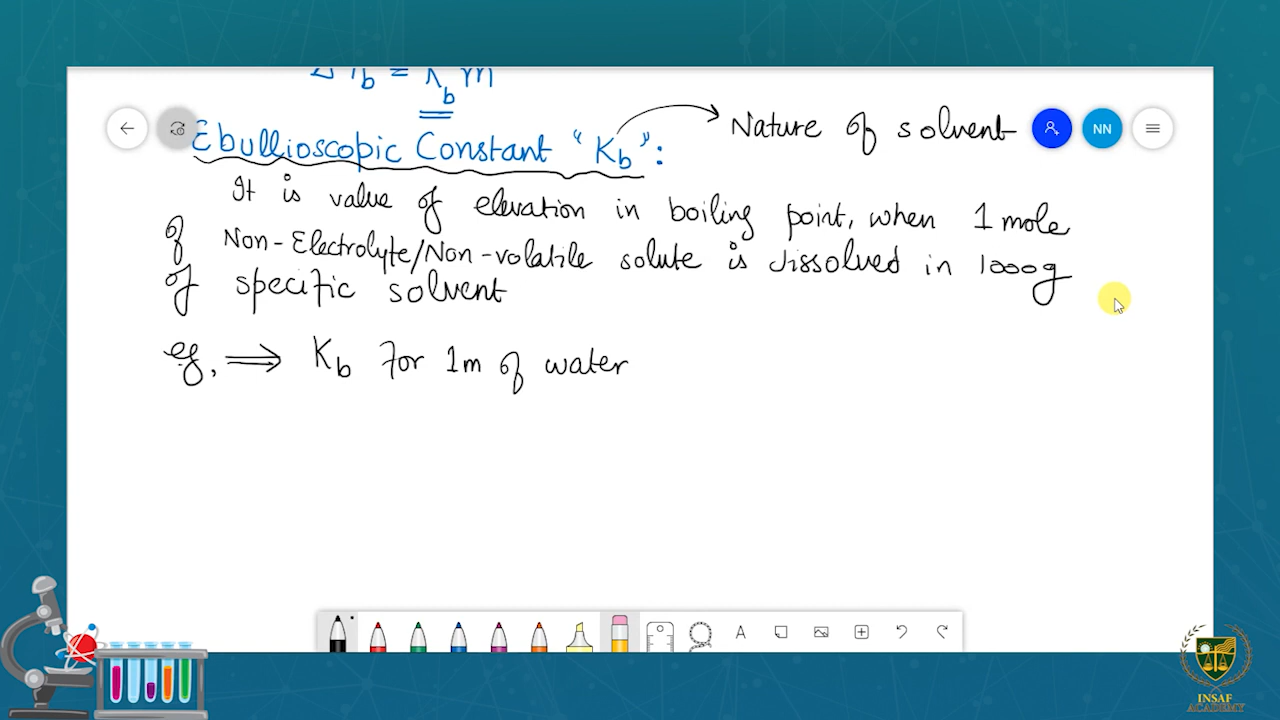 ΔTb = Kb m
Ebullioscopic Constant "Kb": → Nature of solvent
NN
It is value of elevation in boiling point, when 1 mole
of Non-Electrolyte/Non-volatile solute is dissolved in 1000g
of specific solvent
eg, ⇒ Kb for 1m of water
A
INSAF
ACADEMY